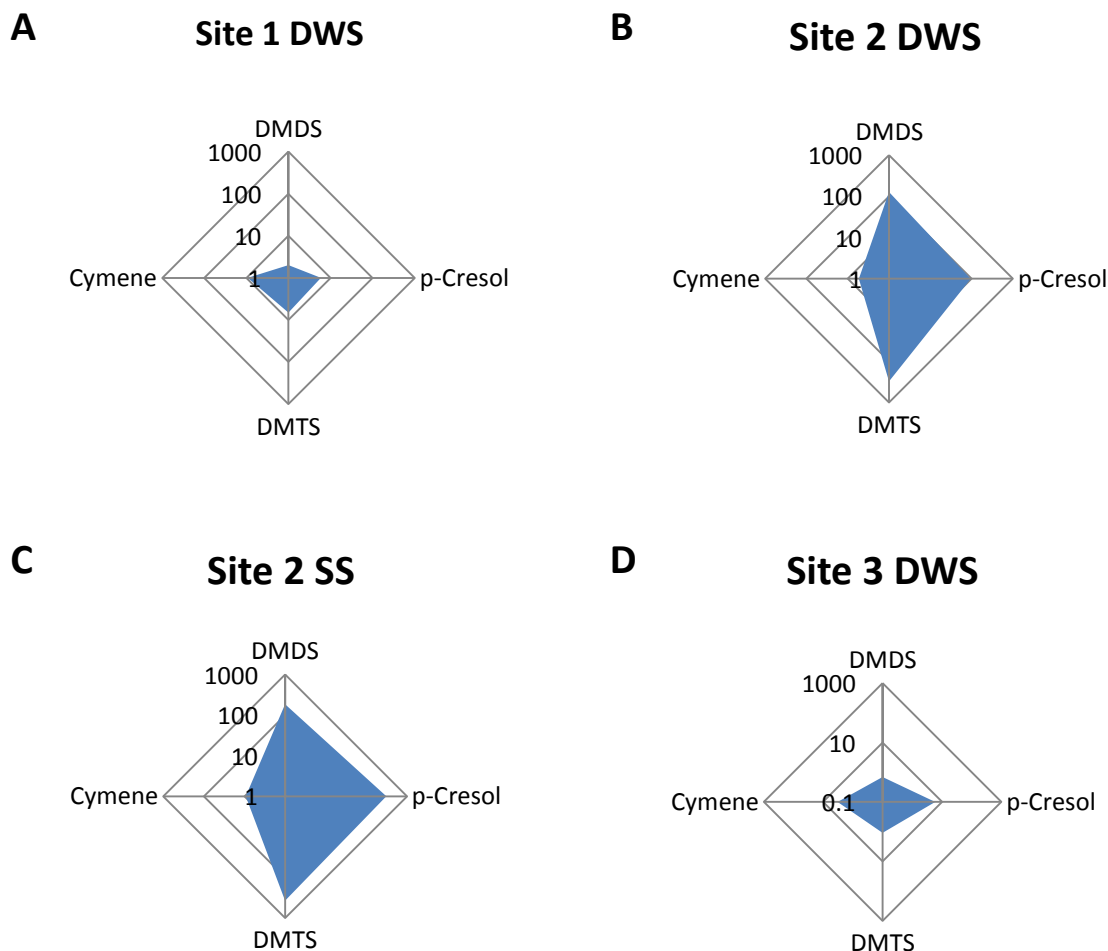 A
Site 1 DWS
DMDS
1000
100
10
1
Cymene
p-Cresol
DMTS
B
Site 2 DWS
DMDS
1000
100
10
1
Cymene
p-Cresol
DMTS
C
Site 2 SS
DMDS
1000
100
10
1
Cymene
p-Cresol
DMTS
D
Site 3 DWS
DMDS
1000
10
0.1
Cymene
p-Cresol
DMTS